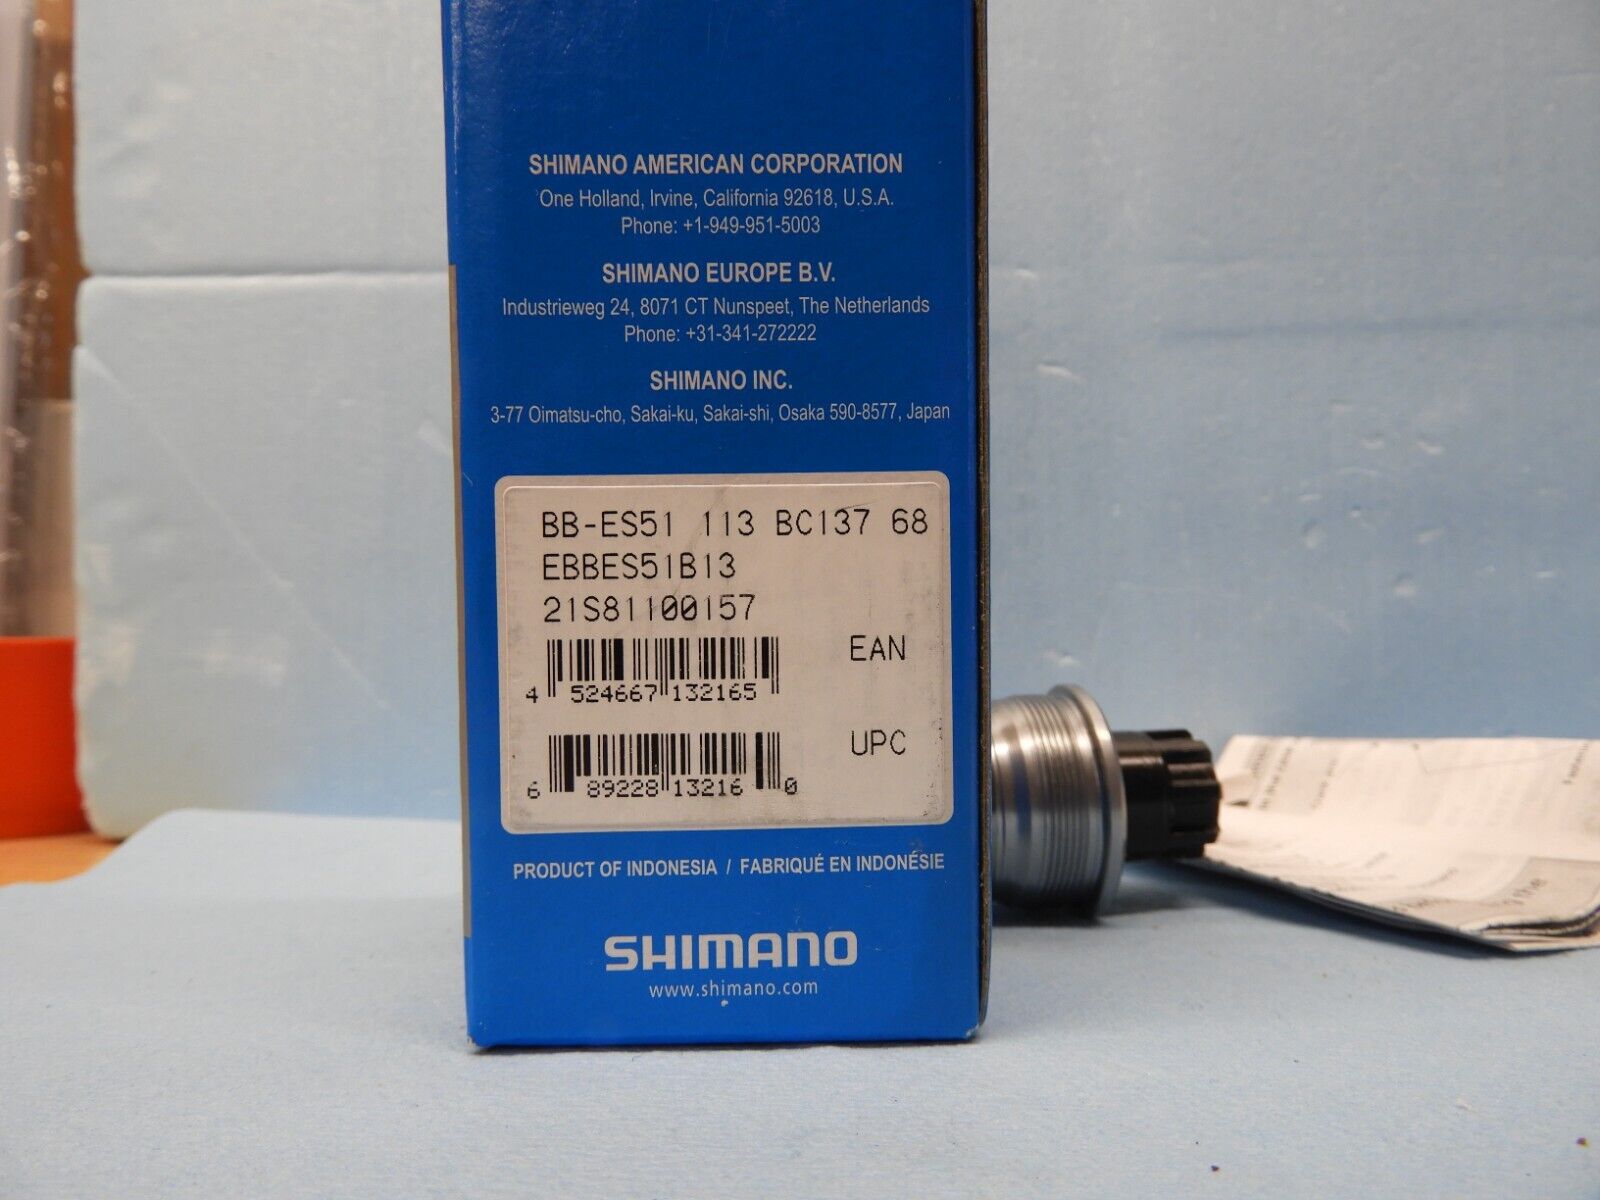 SHIMANO AMERICAN CORPORATION
One Holland, Irvine, California 92618, U.S.A.
Phone: +1-949-951-5003
SHIMANO EUROPE B.V.
Industrieweg 24, 8071 CT Nunspeet, The Netherlands
Phone: +31-341-272222
SHIMANO INC.
3-77 Oimatsu-cho, Sakai-ku, Sakai-shi, Osaka 590-8577, Japan
BB-ES51 113 BC137 68
EBBES51B13
21S81100157
EAN
4 524667 132165
UPC
6 89228 13216 0
PRODUCT OF INDONESIA / FABRIQUÉ EN INDONÉSIE
SHIMANO
www.shimano.com
the